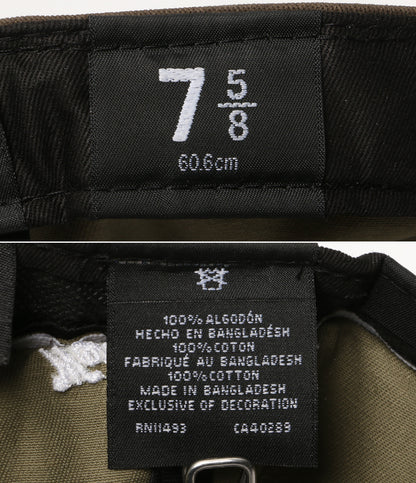 7 5/8
60.6cm
100% ALGODÓN
HECHO EN BANGLADÉSH
100% COTON
FABRIQUÉ AU BANGLADESH
100% COTTON
MADE IN BANGLADESH
EXCLUSIVE OF DECORATION
RN11493 CA40289